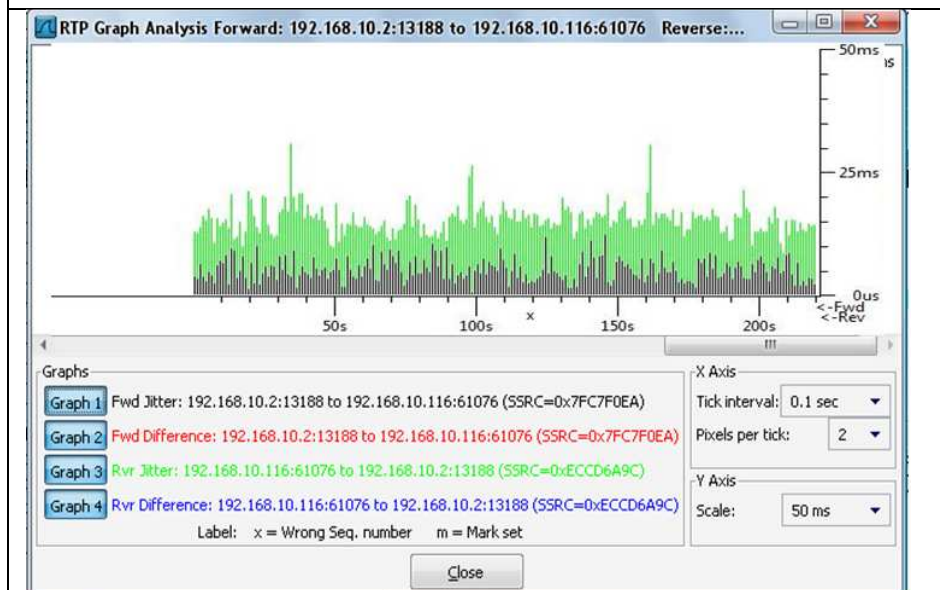 RTP Graph Analysis Forward: 192.168.10.2:13188 to 192.168.10.116:61076 Reverse:...
50ms
25ms
0us
<-Fwd
<-Rev
50s 100s x 150s 200s
Graphs
Graph 1 Fwd Jitter: 192.168.10.2:13188 to 192.168.10.116:61076 (SSRC=0x7FC7F0EA)
Graph 2 Fwd Difference: 192.168.10.2:13188 to 192.168.10.116:61076 (SSRC=0x7FC7F0EA)
Graph 3 Rvr Jitter: 192.168.10.116:61076 to 192.168.10.2:13188 (SSRC=0xECCD6A9C)
Graph 4 Rvr Difference: 192.168.10.116:61076 to 192.168.10.2:13188 (SSRC=0xECCD6A9C)
Label: x = Wrong Seq. number m = Mark set
X Axis
Tick interval: 0.1 sec
Pixels per tick: 2
Y Axis
Scale: 50 ms
Close